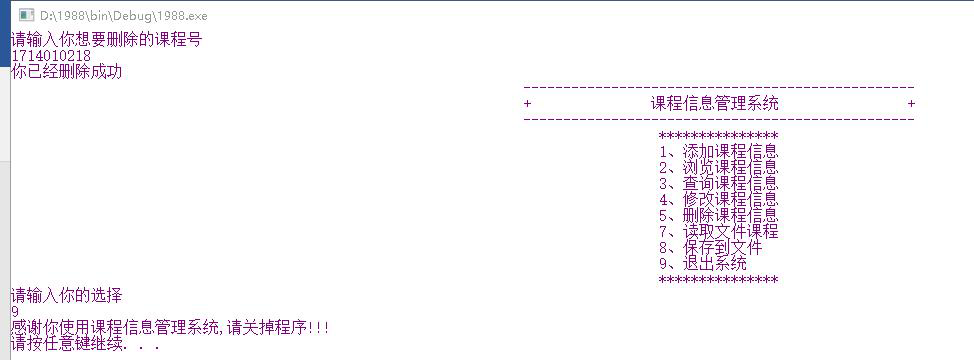 D:\1988\bin\Debug\1988.exe
请输入你想要删除的课程号
1714010218
你已经删除成功
-------------------------------------------------
+ 课程信息管理系统 +
-------------------------------------------------
***************
1、添加课程信息
2、浏览课程信息
3、查询课程信息
4、修改课程信息
5、删除课程信息
7、读取文件课程
8、保存到文件
9、退出系统
***************
请输入你的选择
9
感谢你使用课程信息管理系统,请关掉程序!!!
请按任意键继续. . .